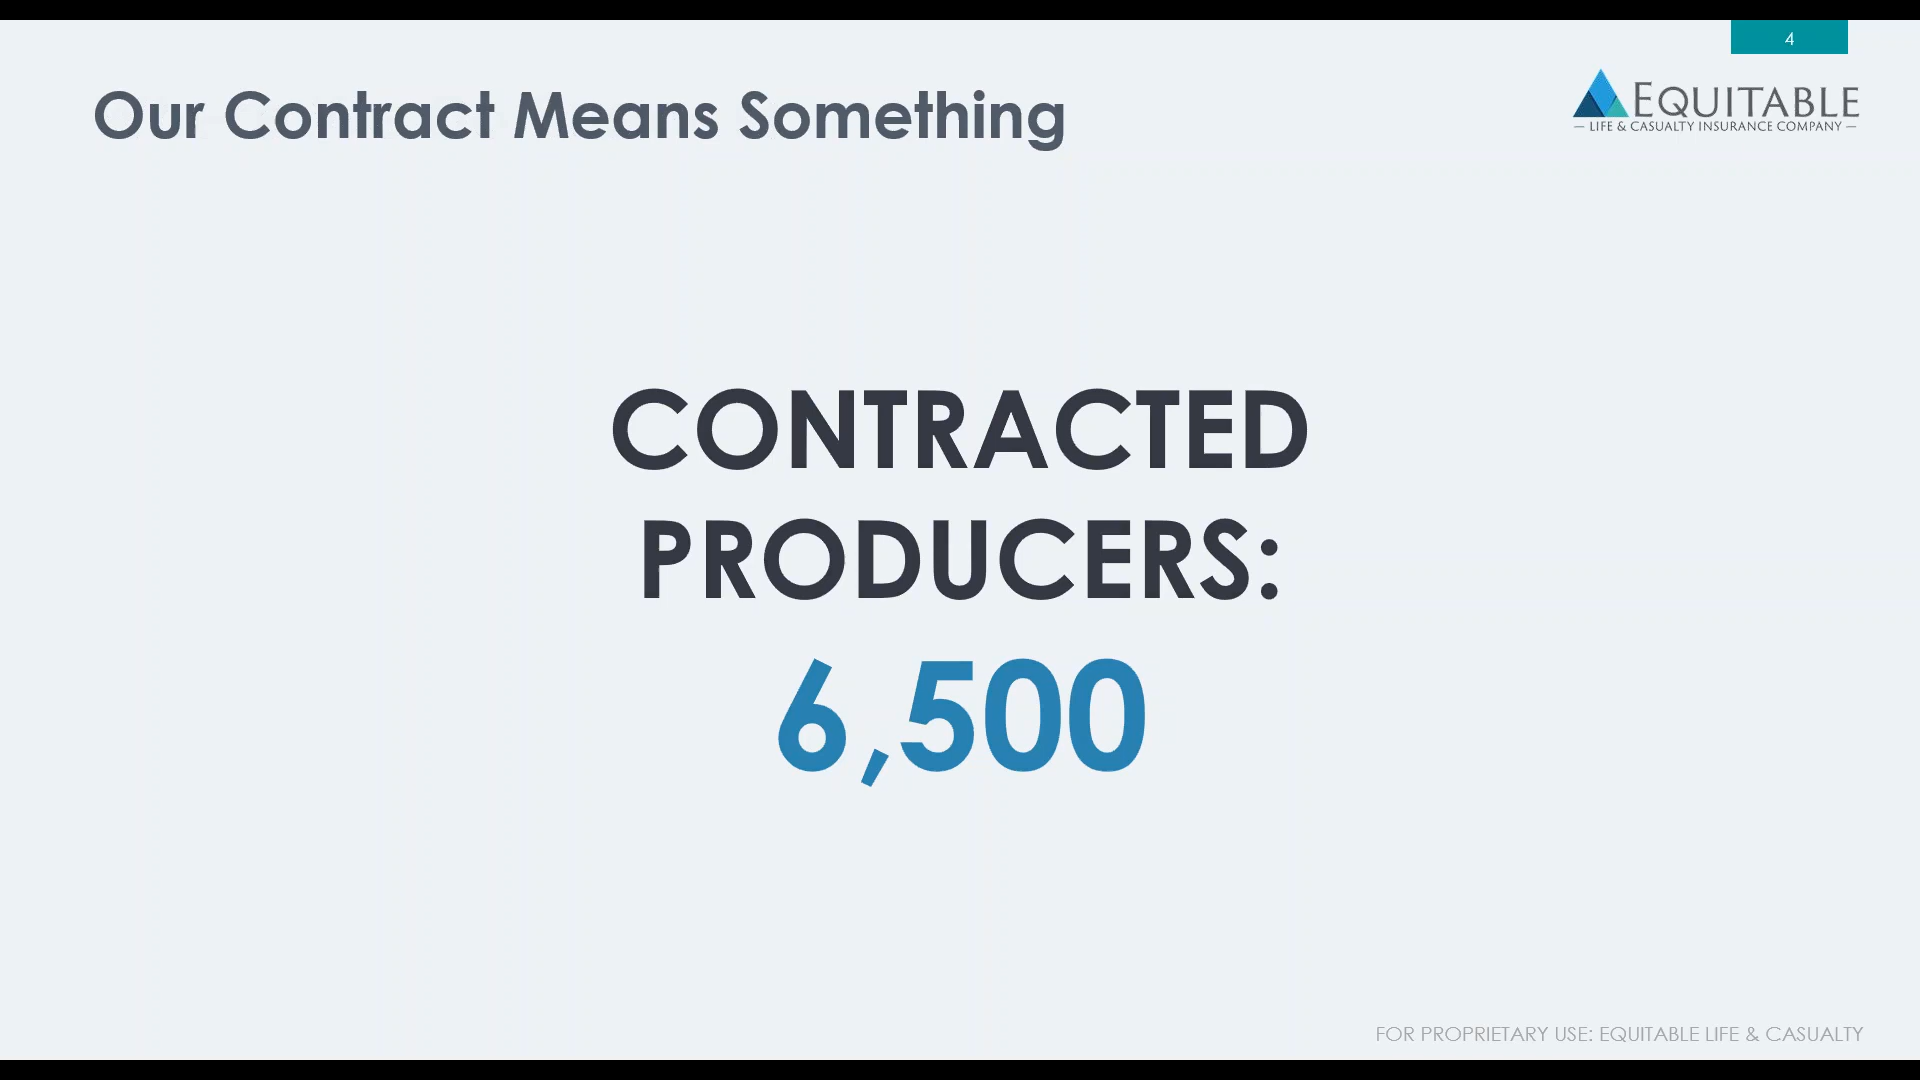 4
Our Contract Means Something
EQUITABLE
— LIFE & CASUALTY INSURANCE COMPANY —
CONTRACTED
PRODUCERS:
6,500
FOR PROPRIETARY USE: EQUITABLE LIFE & CASUALTY